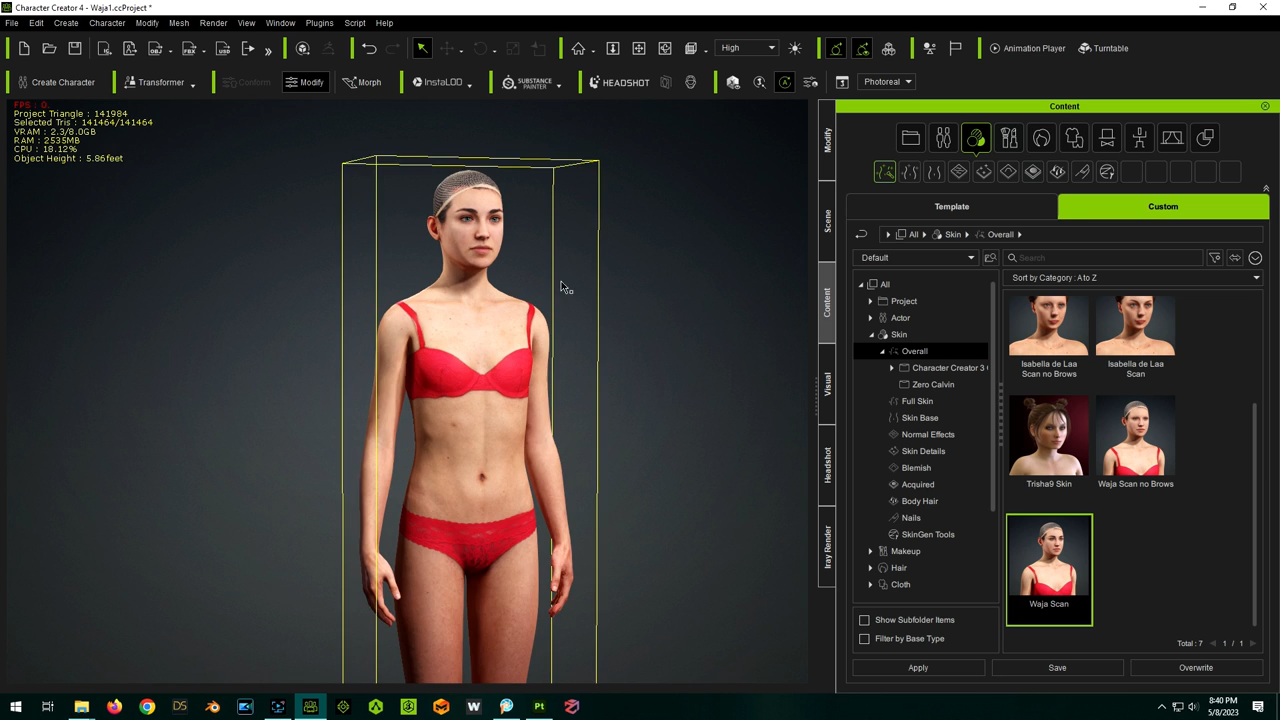 Character Creator 4 - Waja1.ccProject *
File Edit Create Character Modify Mesh Render View Window Plugins Script Help
High Animation Player Turntable
Create Character Transformer Conform Modify Morph InstaLOD SUBSTANCE PAINTER HEADSHOT Photoreal
FPS : 0.
Project Triangle : 141984
Selected Tris : 141464/141464
VRAM : 2.3/8.0GB
RAM : 2535MB
CPU : 18.12%
Object Height : 5.86feet
Modify
Scene
Content
Visual
Headshot
Iray Render
Content
Template Custom
All Skin Overall
Default Search
Sort by Category : A to Z
All
Project
Actor
Skin
Overall
Character Creator 3
Zero Calvin
Full Skin
Skin Base
Normal Effects
Skin Details
Blemish
Acquired
Body Hair
Nails
SkinGen Tools
Makeup
Hair
Cloth
Show Subfolder Items
Filter by Base Type
Isabella de Laa
Scan no Brows
Isabella de Laa
Scan
Trisha9 Skin
Waja Scan no Brows
Waja Scan
Total : 7 1 / 1
Apply Save Overwrite
DS W Pt
8:40 PM
5/8/2023